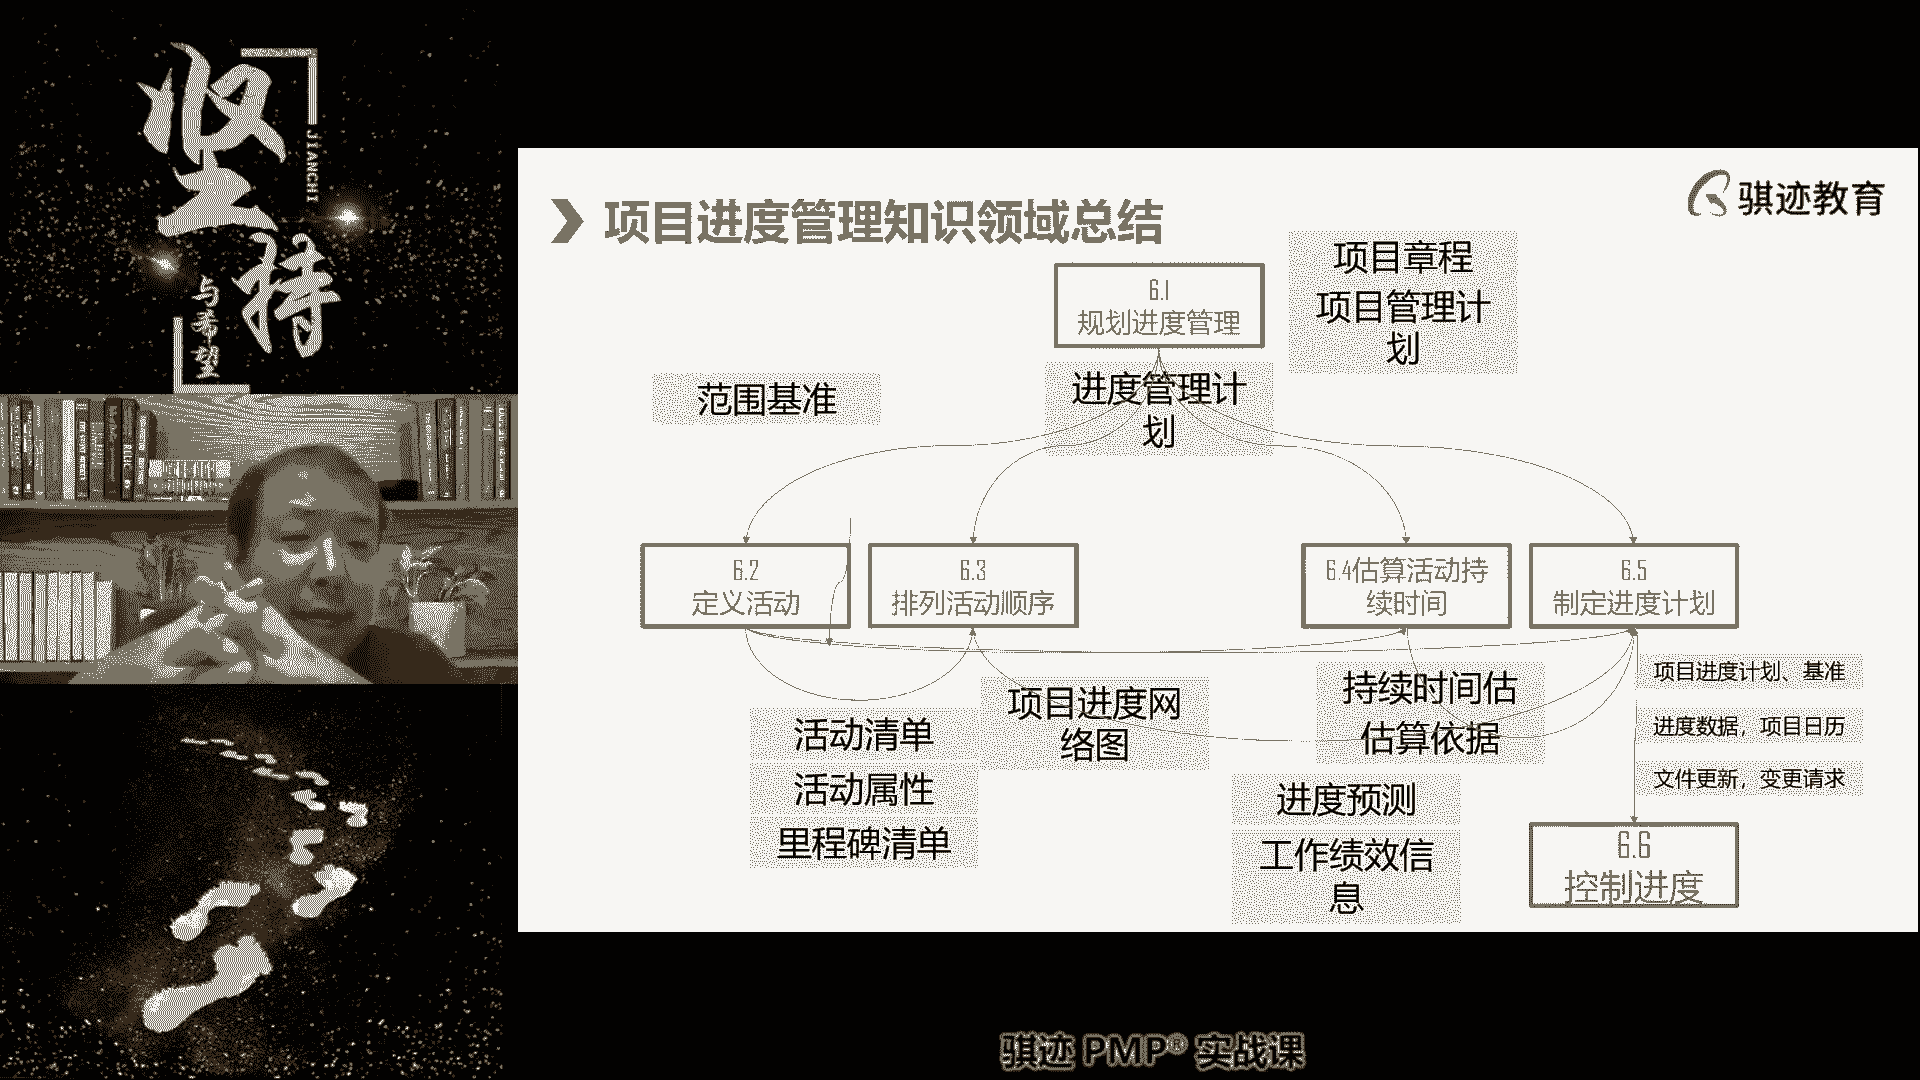 坚
持
JIANCHI
与
希
望
项目进度管理知识领域总结
骐迹教育
项目章程
项目管理计
划
6.1
规划进度管理
范围基准
进度管理计
划
6.2
定义活动
6.3
排列活动顺序
6.4估算活动持
续时间
6.5
制定进度计划
活动清单
活动属性
里程碑清单
项目进度网
络图
持续时间估
估算依据
进度预测
工作绩效信
息
项目进度计划、基准
进度数据，项目日历
文件更新，变更请求
6.6
控制进度
骐迹 PMP® 实战课